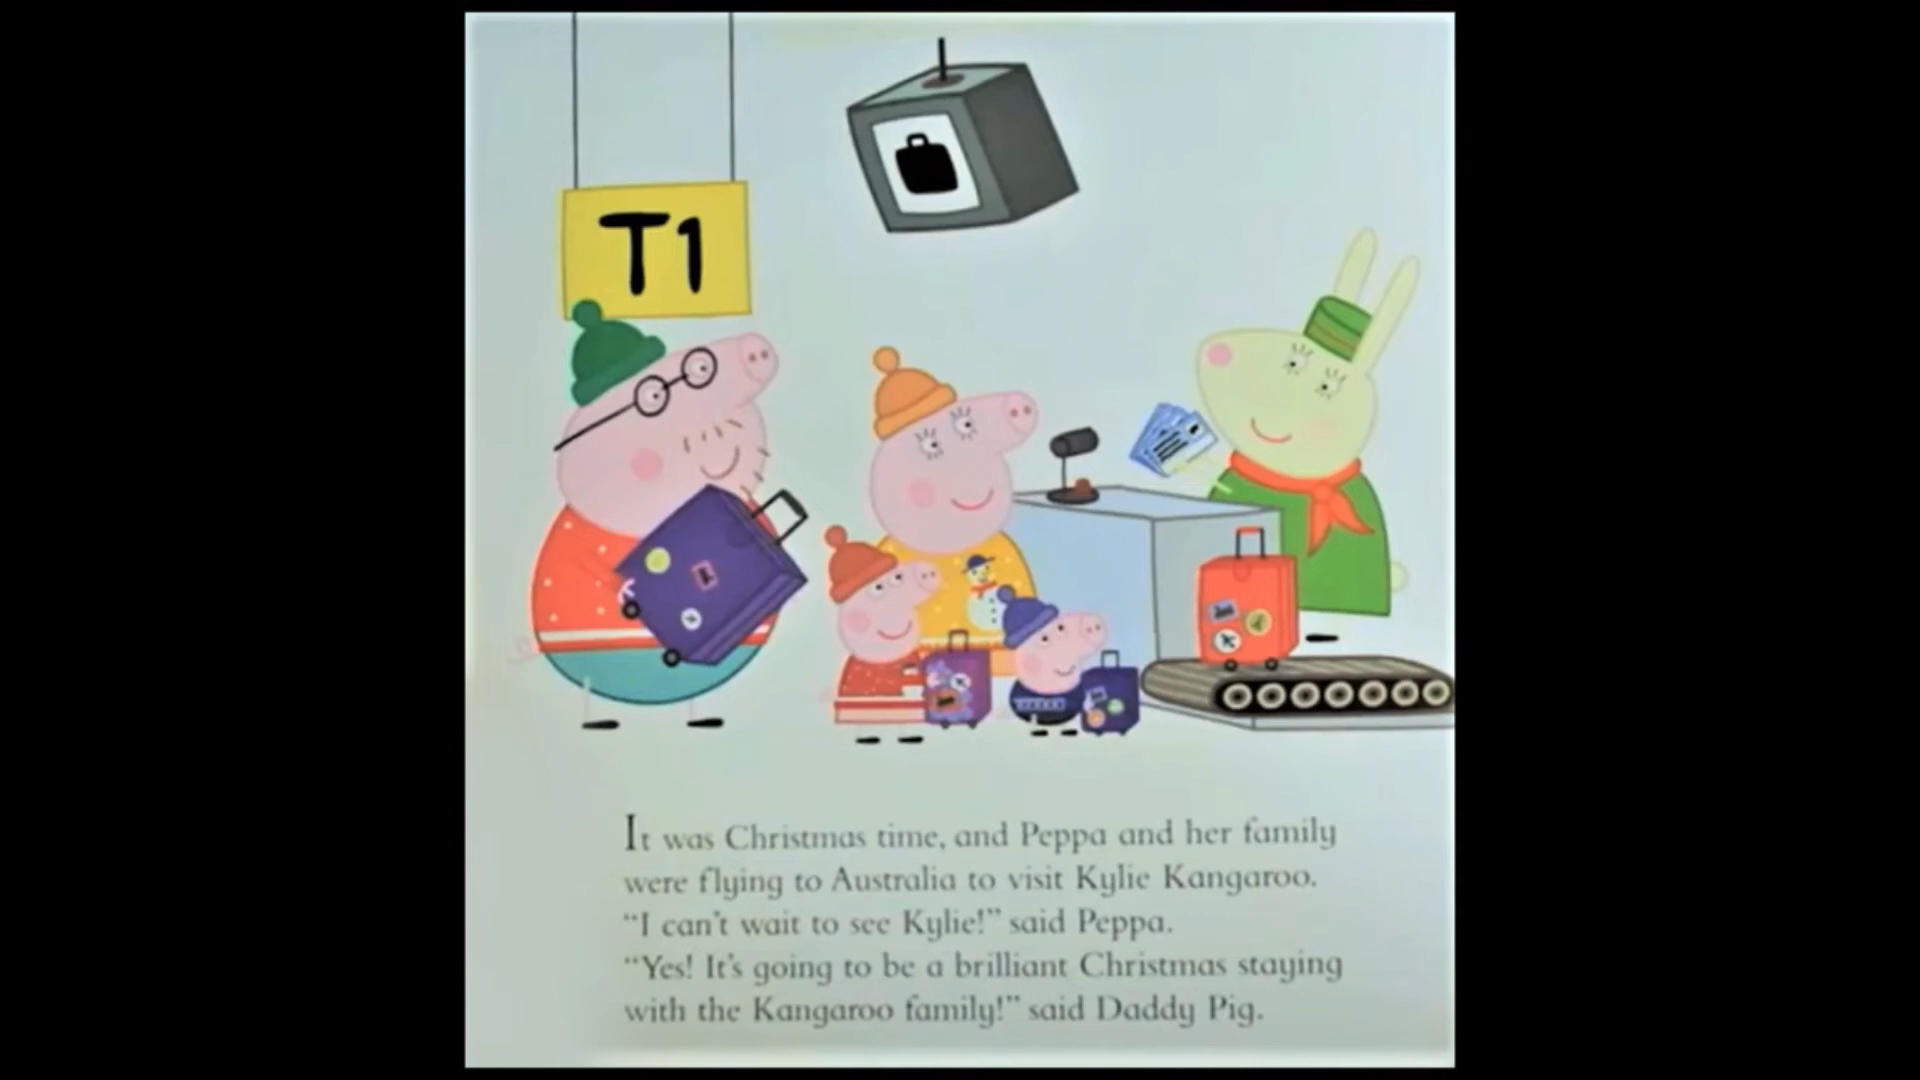 T1
It was Christmas time, and Peppa and her family
were flying to Australia to visit Kylie Kangaroo.
“I can't wait to see Kylie!” said Peppa.
“Yes! It's going to be a brilliant Christmas staying
with the Kangaroo family!” said Daddy Pig.